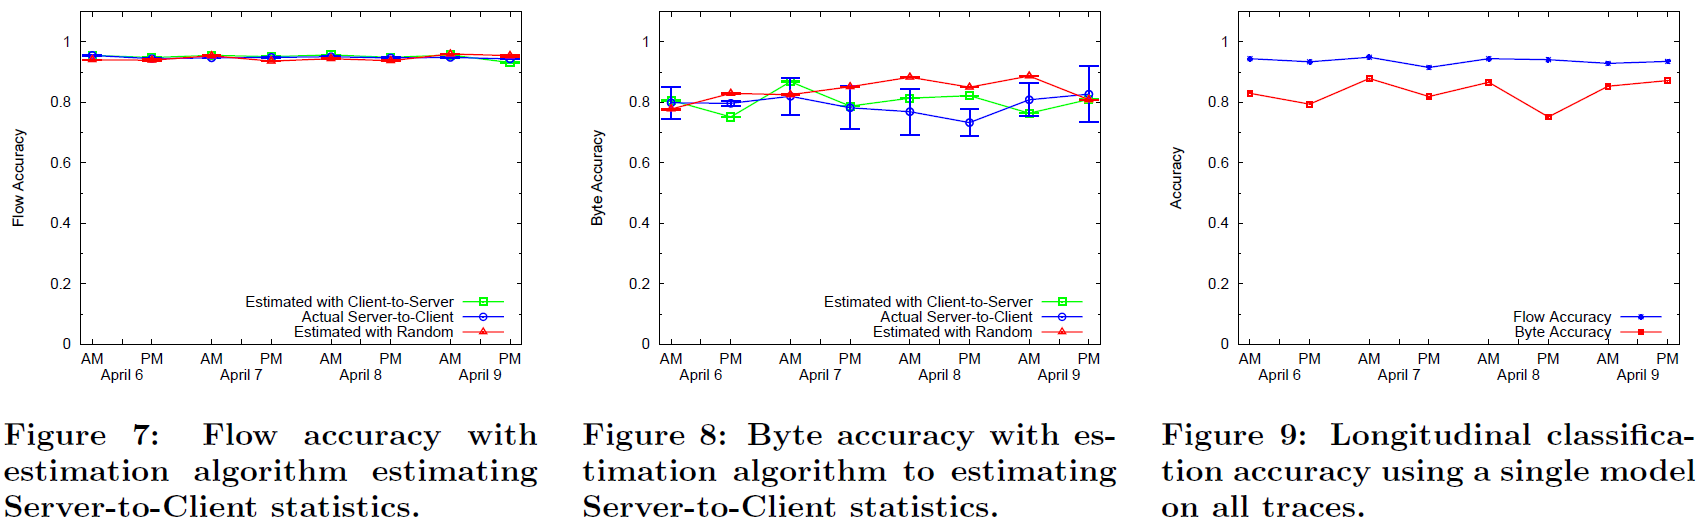 Flow Accuracy
1
0.8
0.6
0.4
0.2
0
Estimated with Client-to-Server
Actual Server-to-Client
Estimated with Random
AM PM AM PM AM PM AM PM
April 6 April 7 April 8 April 9
Figure 7: Flow accuracy with
estimation algorithm estimating
Server-to-Client statistics.
Byte Accuracy
1
0.8
0.6
0.4
0.2
0
Estimated with Client-to-Server
Actual Server-to-Client
Estimated with Random
AM PM AM PM AM PM AM PM
April 6 April 7 April 8 April 9
Figure 8: Byte accuracy with es-
timation algorithm to estimating
Server-to-Client statistics.
Accuracy
1
0.8
0.6
0.4
0.2
0
Flow Accuracy
Byte Accuracy
AM PM AM PM AM PM AM PM
April 6 April 7 April 8 April 9
Figure 9: Longitudinal classifica-
tion accuracy using a single model
on all traces.